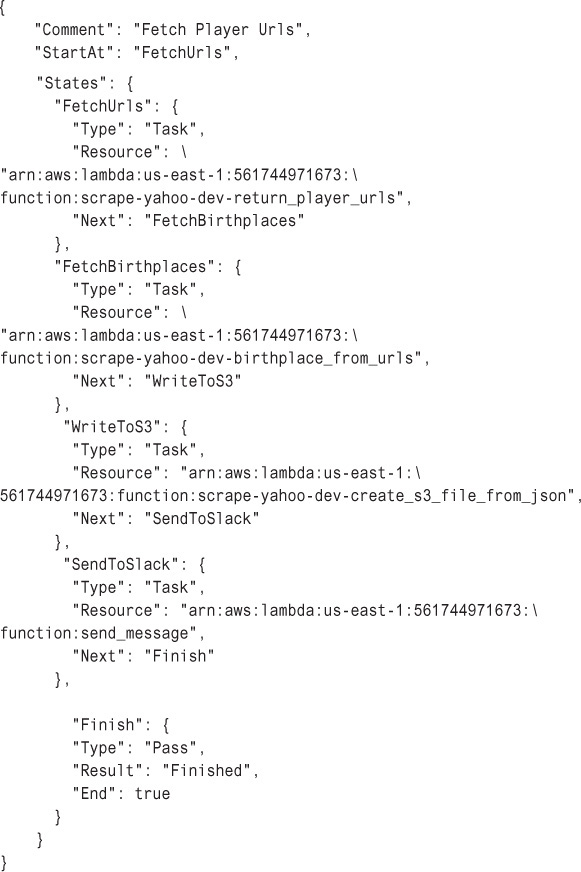 {
    "Comment": "Fetch Player Urls",
    "StartAt": "FetchUrls",
    "States": {
      "FetchUrls": {
        "Type": "Task",
        "Resource": \
"arn:aws:lambda:us-east-1:561744971673:\
function:scrape-yahoo-dev-return_player_urls",
        "Next": "FetchBirthplaces"
      },
      "FetchBirthplaces": {
        "Type": "Task",
        "Resource": \
"arn:aws:lambda:us-east-1:561744971673:\
function:scrape-yahoo-dev-birthplace_from_urls",
        "Next": "WriteToS3"
      },
       "WriteToS3": {
        "Type": "Task",
        "Resource": "arn:aws:lambda:us-east-1:\
561744971673:function:scrape-yahoo-dev-create_s3_file_from_json",
        "Next": "SendToSlack"
      },
       "SendToSlack": {
        "Type": "Task",
        "Resource": "arn:aws:lambda:us-east-1:561744971673:\
function:send_message",
        "Next": "Finish"
      },

        "Finish": {
        "Type": "Pass",
        "Result": "Finished",
        "End": true
      }
    }
}